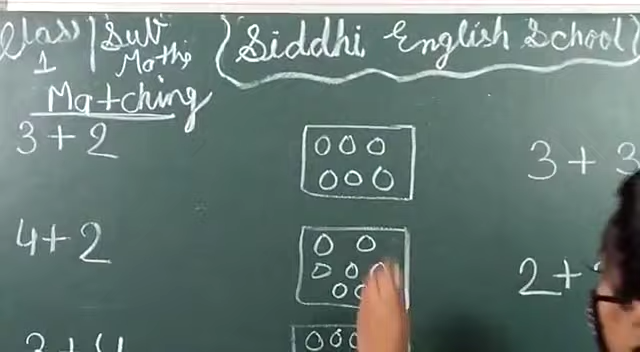 Class | Sub (Siddhi English School)
1 Maths
Matching
3 + 2
3 + 3
4 + 2
2 +
3 + 4